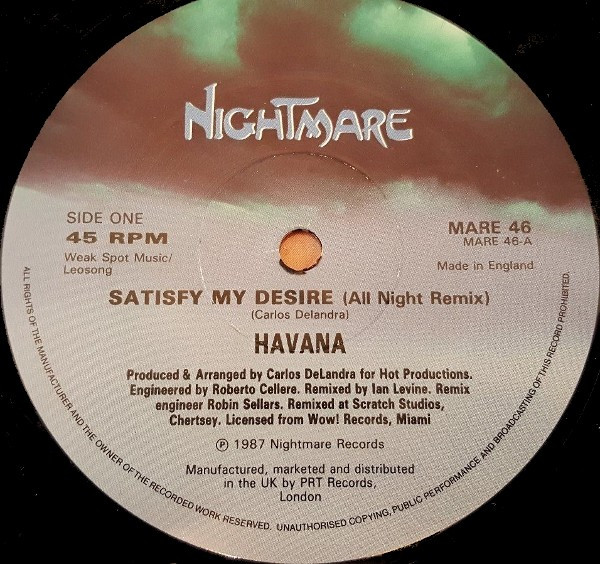 NIGHTMARE
SIDE ONE
45 RPM
Weak Spot Music/
Leosong
MARE 46
MARE 46-A
Made in England
SATISFY MY DESIRE (All Night Remix)
(Carlos Delandra)
HAVANA
Produced & Arranged by Carlos DeLandra for Hot Productions.
Engineered by Roberto Cellere. Remixed by Ian Levine. Remix
engineer Robin Sellars. Remixed at Scratch Studios,
Chertsey. Licensed from Wow! Records, Miami
℗ 1987 Nightmare Records
Manufactured, marketed and distributed
in the UK by PRT Records,
London
ALL RIGHTS OF THE MANUFACTURER AND THE OWNER OF THE RECORDED WORK RESERVED. UNAUTHORISED COPYING, PUBLIC PERFORMANCE AND BROADCASTING OF THIS RECORD PROHIBITED.